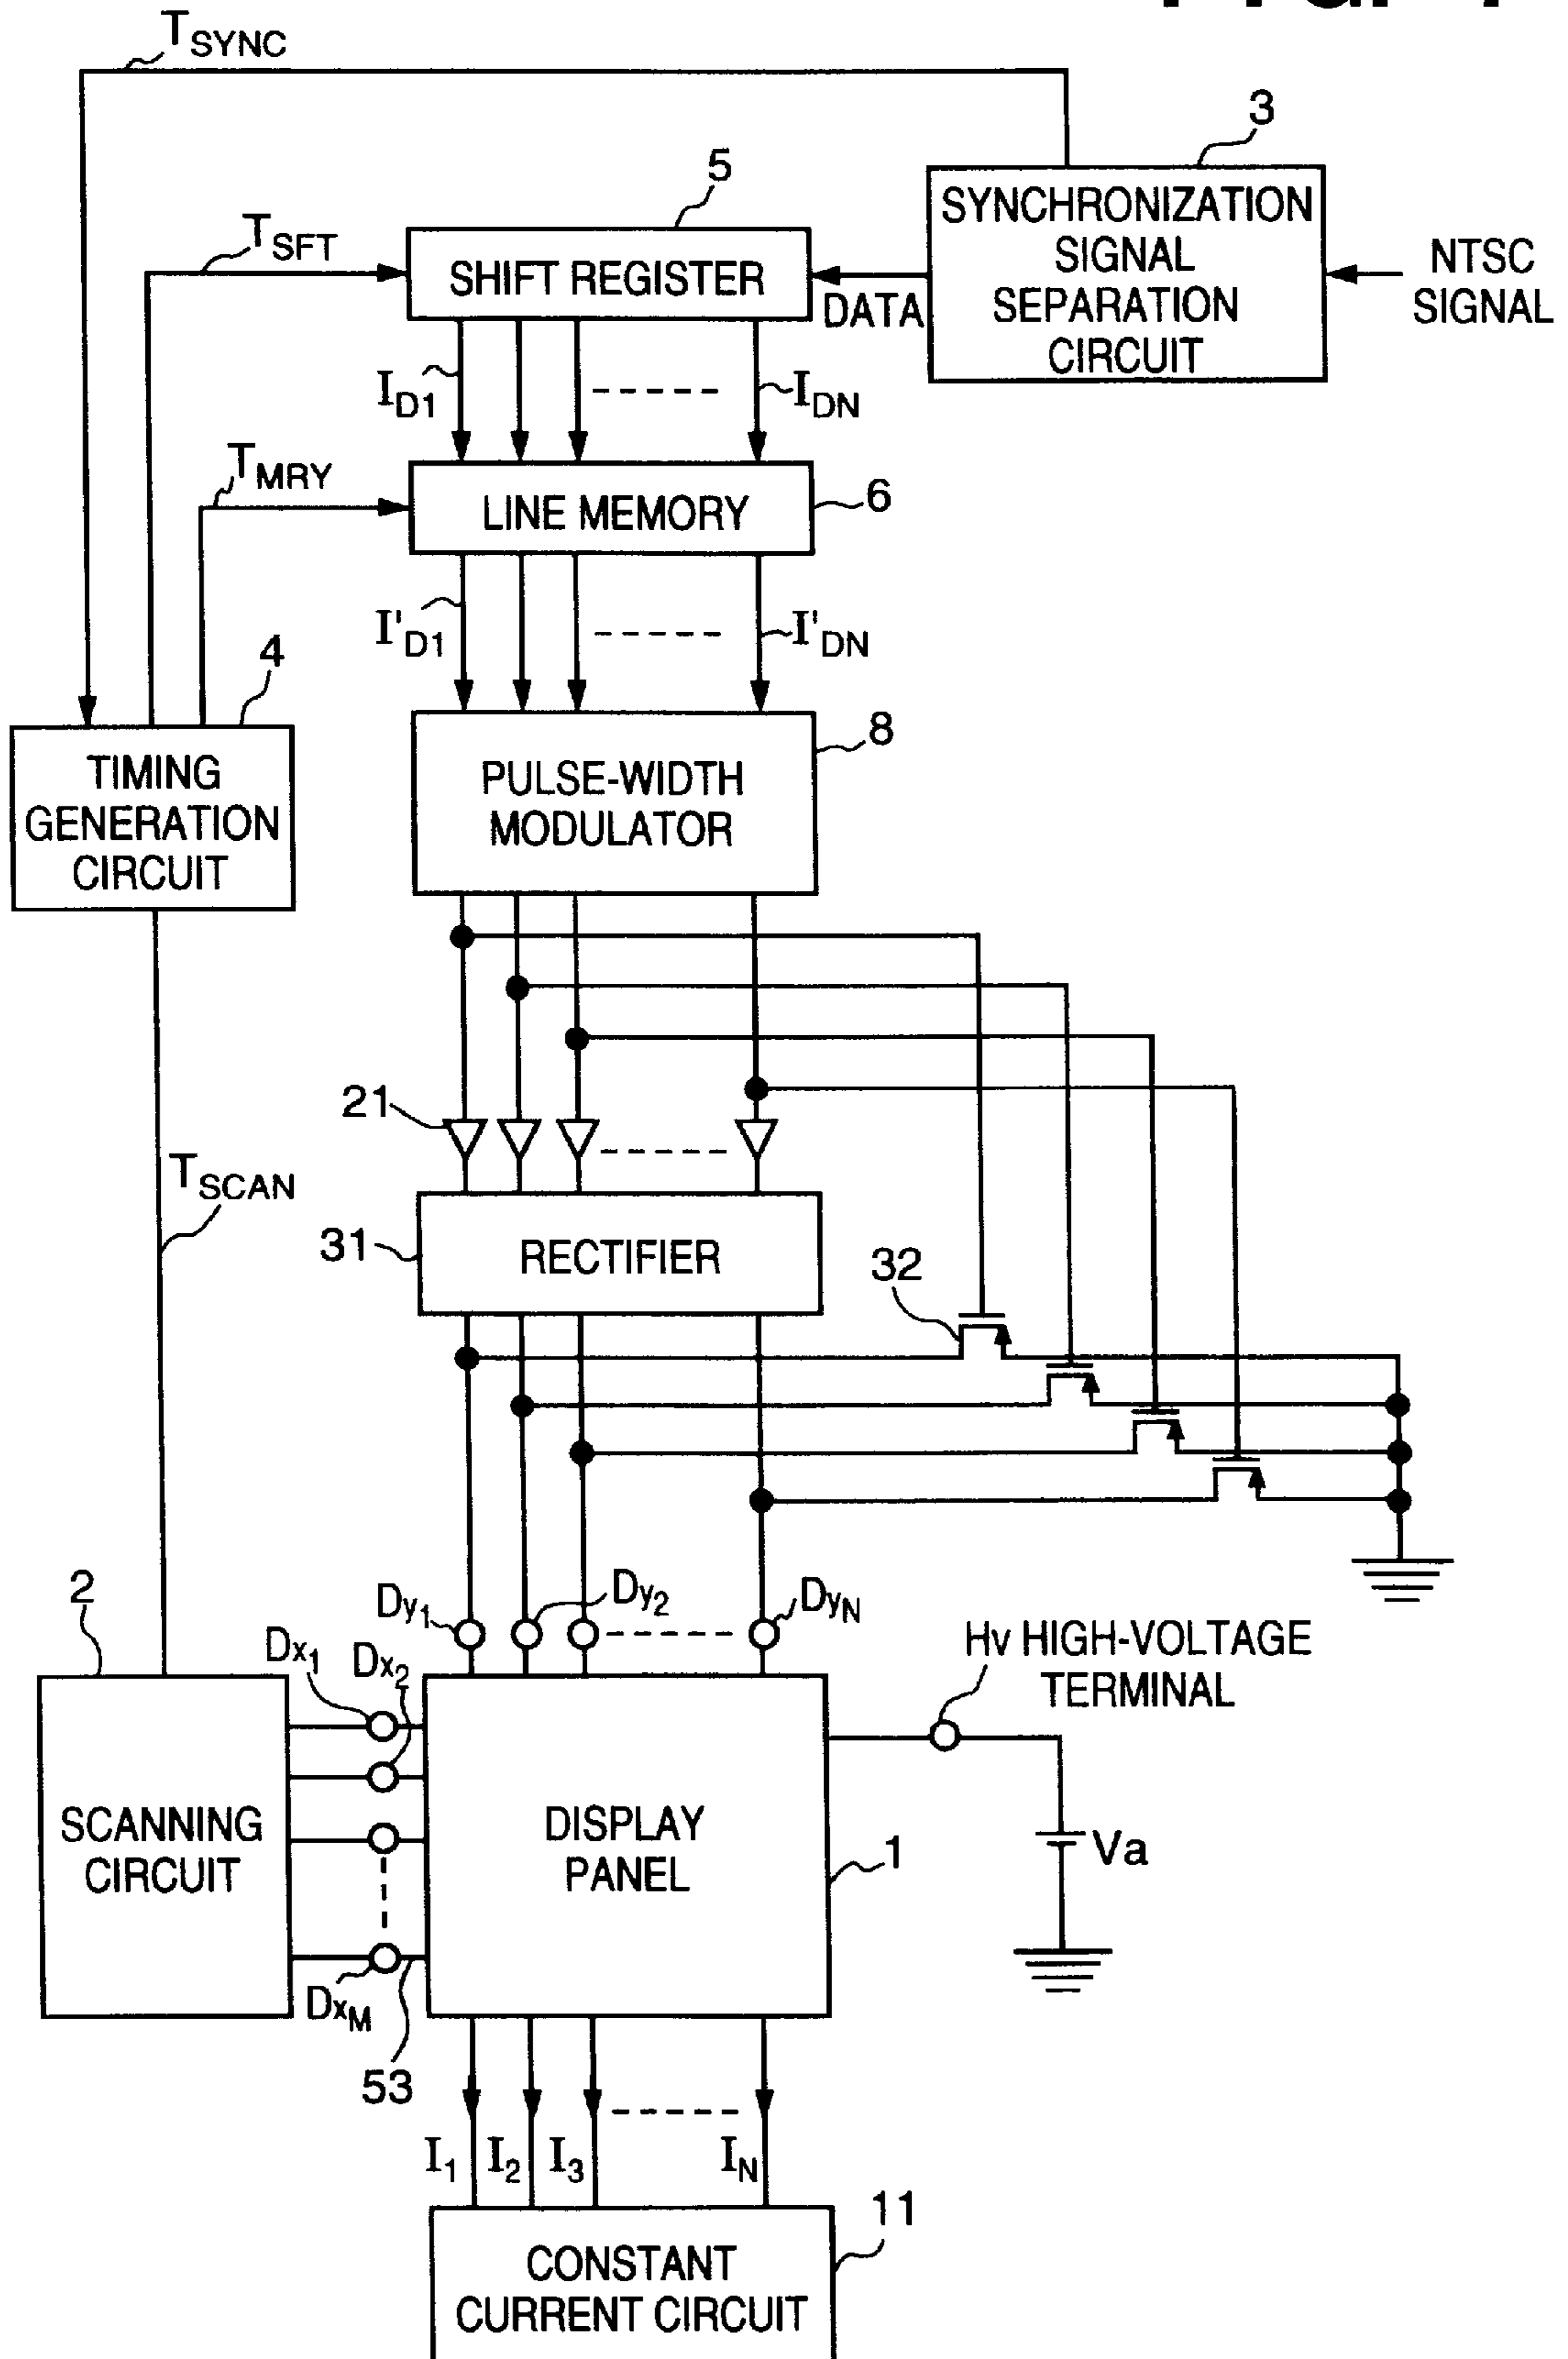 TSYNC
3
5
SYNCHRONIZATION
SIGNAL
SEPARATION
CIRCUIT
NTSC
SIGNAL
TSFT
SHIFT REGISTER
DATA
ID1
IDN
TMRY
LINE MEMORY
6
I'D1
I'DN
4
TIMING
GENERATION
CIRCUIT
8
PULSE-WIDTH
MODULATOR
21
TSCAN
31
RECTIFIER
32
2
Dy1
Dy2
DyN
Dx1
Dx2
Hv HIGH-VOLTAGE
TERMINAL
SCANNING
CIRCUIT
DISPLAY
PANEL
1
Va
DxM
53
I1
I2
I3
IN
11
CONSTANT
CURRENT CIRCUIT